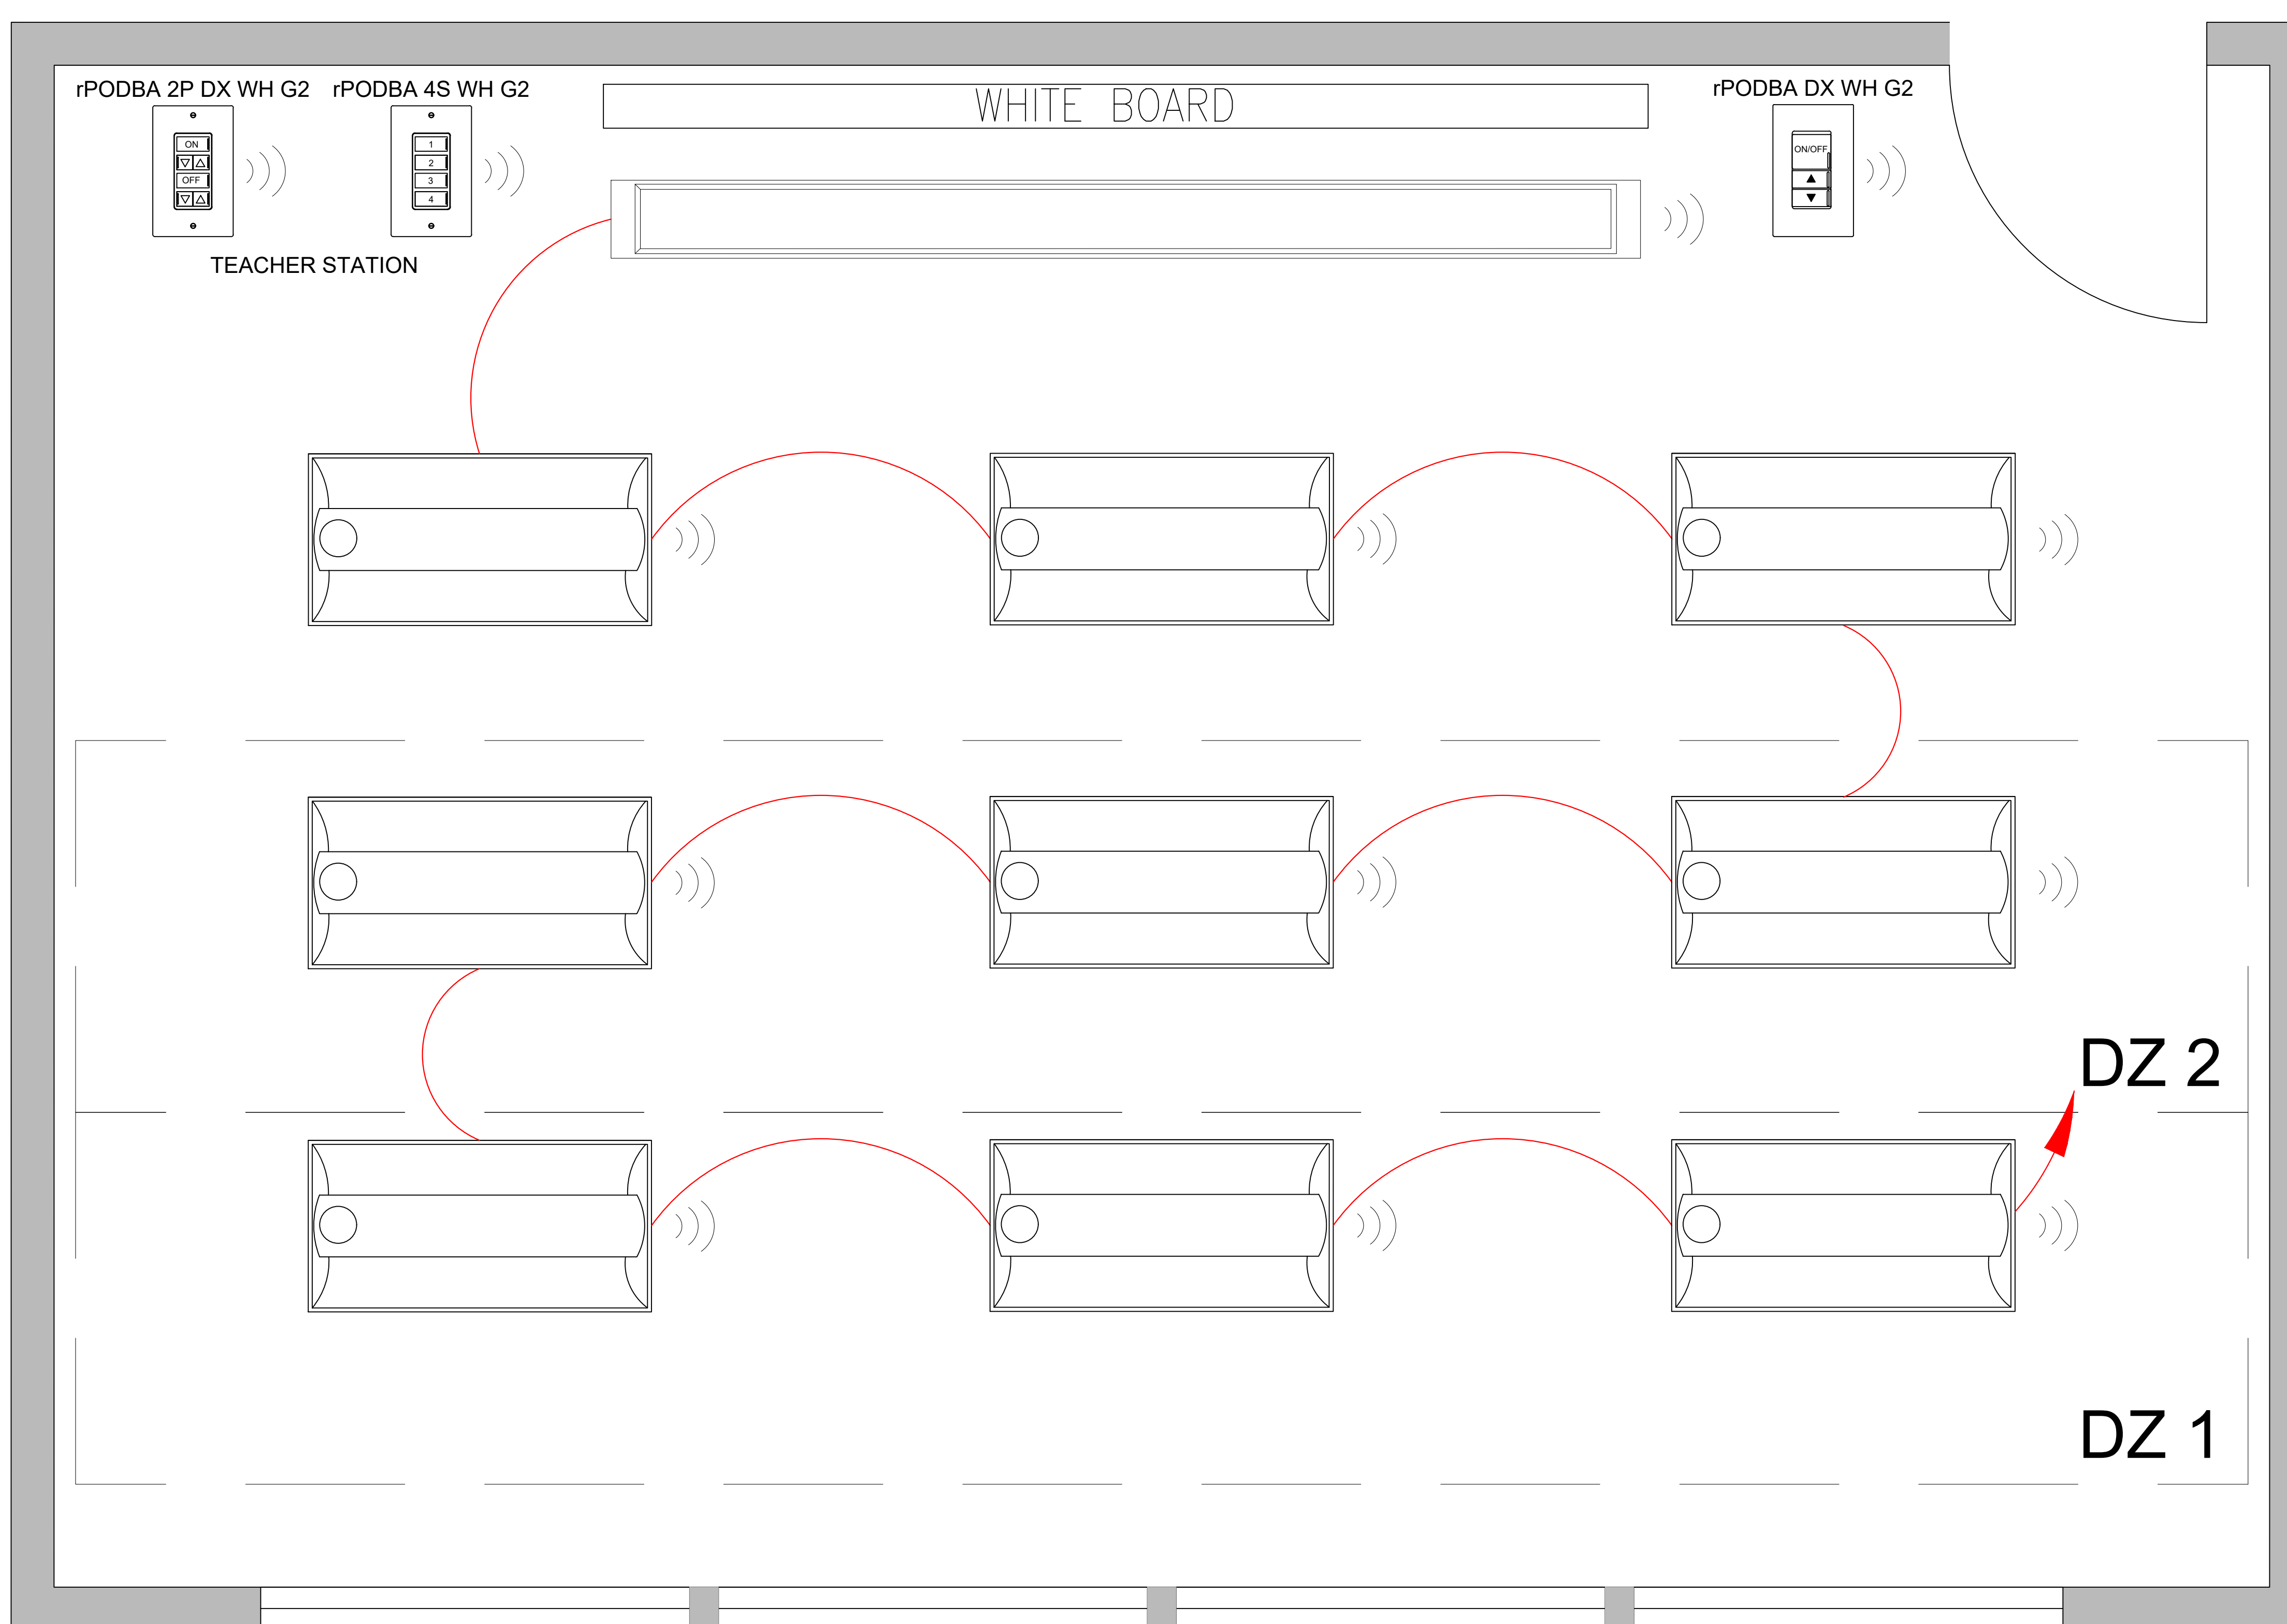 rPODBA 2P DX WH G2
ON
OFF
rPODBA 4S WH G2
1
2
3
4
TEACHER STATION
WHITE BOARD
rPODBA DX WH G2
ON/OFF
DZ 2
DZ 1